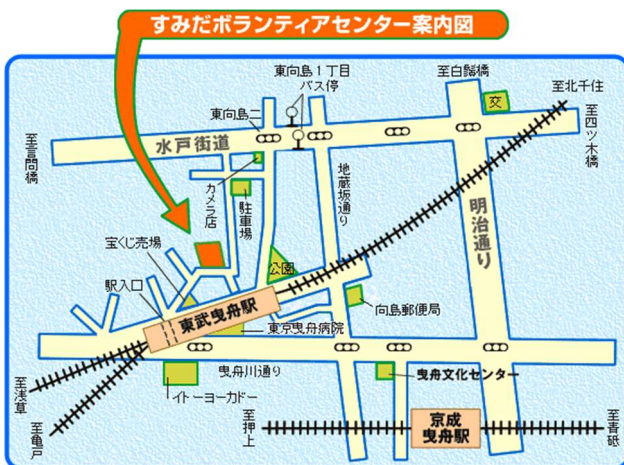 すみだボランティアセンター案内図
東向島1丁目
バス停
至白鬚橋
至北千住
交
東向島二
水戸街道
至言問橋
至四ツ木橋
カメラ店
駐車場
地蔵坂通り
明治通り
宝くじ売場
公園
駅入口
東武曳舟駅
向島郵便局
東京曳舟病院
曳舟川通り
曳舟文化センター
イトーヨーカドー
至浅草
至亀戸
至押上
京成
曳舟駅
至青砥